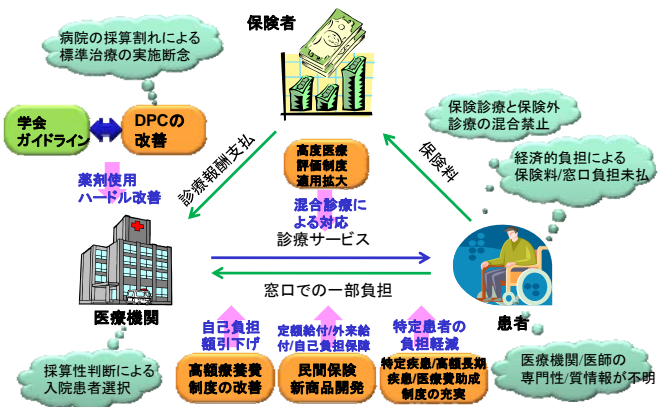 病院の採算割れによる
標準治療の実施断念
保険者
学会
ガイドライン
DPCの
改善
保険診療と保険外
診療の混合禁止
診療報酬支払
高度医療
評価制度
適用拡大
保険料
経済的負担による
保険料/窓口負担未払
薬剤使用
ハードル改善
混合診療に
よる対応
診療サービス
窓口での一部負担
医療機関
患者
自己負担
額引下げ
定額給付/外来給
付/自己負担保障
特定患者の
負担軽減
採算性判断による
入院患者選択
高額療養費
制度の改善
民間保険
新商品開発
特定疾患/高額長期
疾患/医療費助成
制度の充実
医療機関/医師の
専門性/質情報が不明